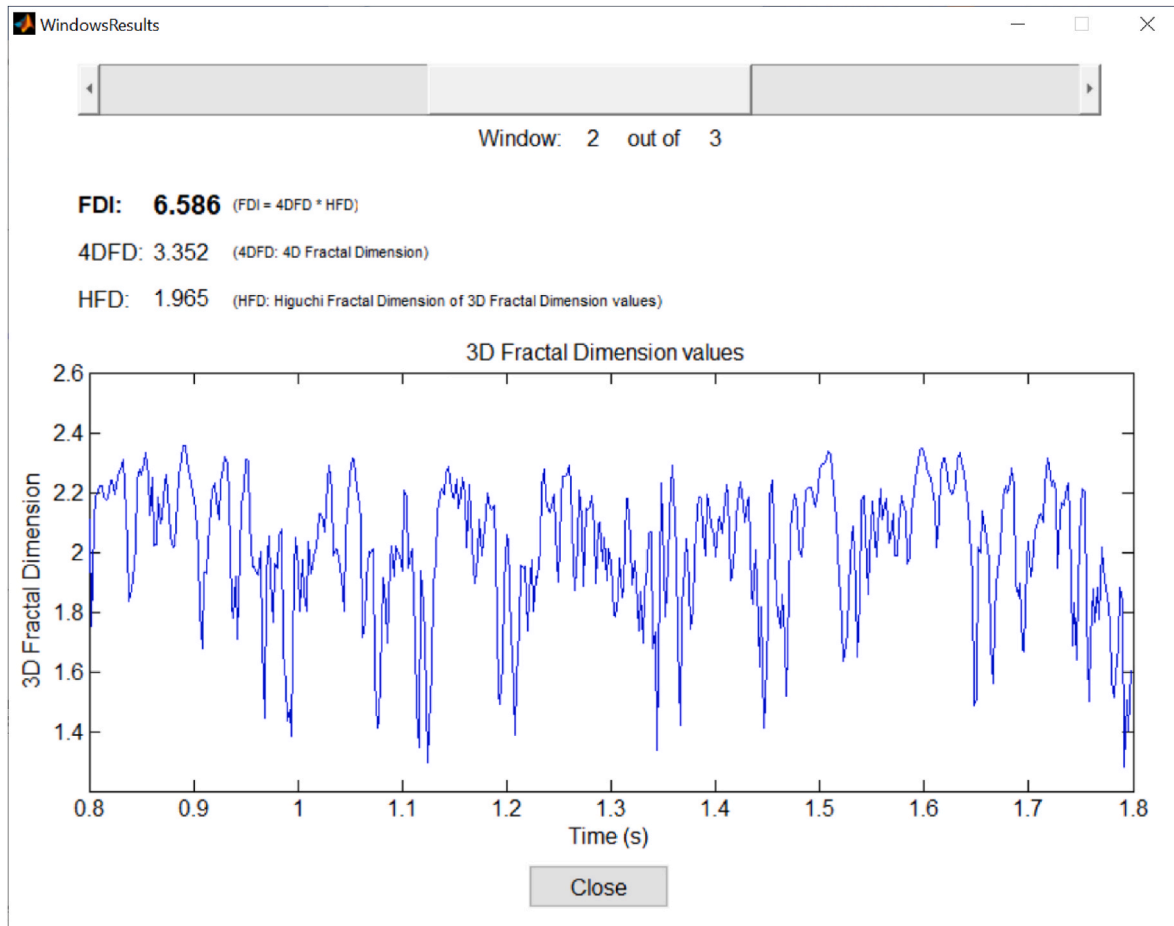 WindowsResults
Window: 2 out of 3
FDI: 6.586 (FDI = 4DFD * HFD)
4DFD: 3.352 (4DFD: 4D Fractal Dimension)
HFD: 1.965 (HFD: Higuchi Fractal Dimension of 3D Fractal Dimension values)
3D Fractal Dimension values
2.6
2.4
2.2
2
1.8
1.6
1.4
3D Fractal Dimension
0.8 0.9 1 1.1 1.2 1.3 1.4 1.5 1.6 1.7 1.8
Time (s)
Close